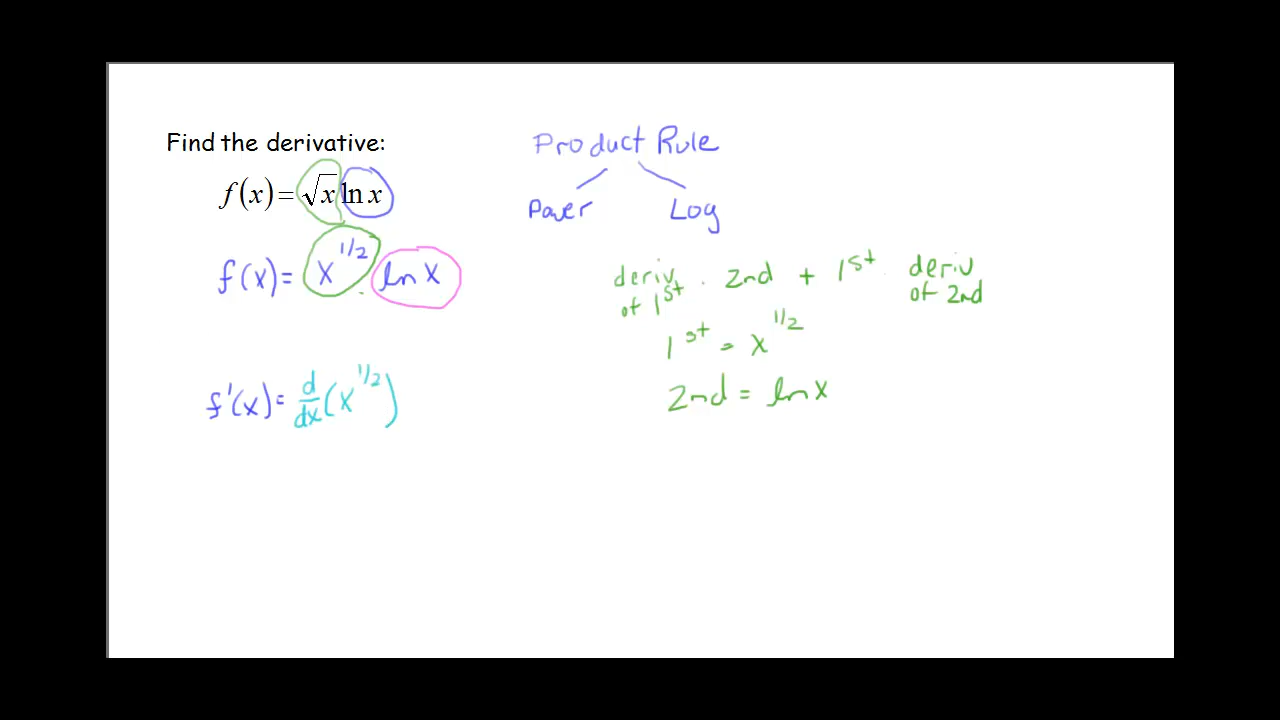 Find the derivative:
f(x) = √x ln x
f(x) = x^1/2 · ln x
f'(x) = d/dx (x^1/2)
Product Rule
Power Log
deriv of 1st · 2nd + 1st · deriv of 2nd
1st = x^1/2
2nd = ln x